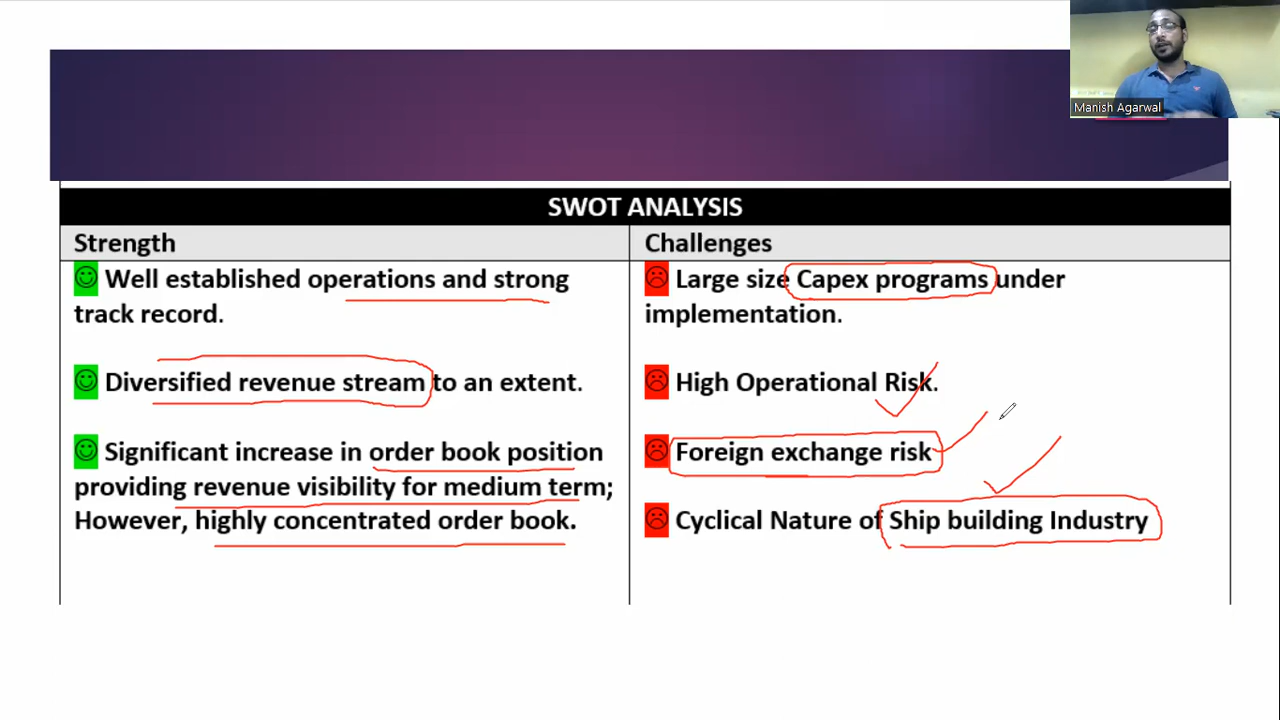 Manish Agarwal
SWOT ANALYSIS
Strength
Well established operations and strong
track record.
Diversified revenue stream to an extent.
Significant increase in order book position
providing revenue visibility for medium term;
However, highly concentrated order book.
Challenges
Large size Capex programs under
implementation.
High Operational Risk.
Foreign exchange risk
Cyclical Nature of Ship building Industry